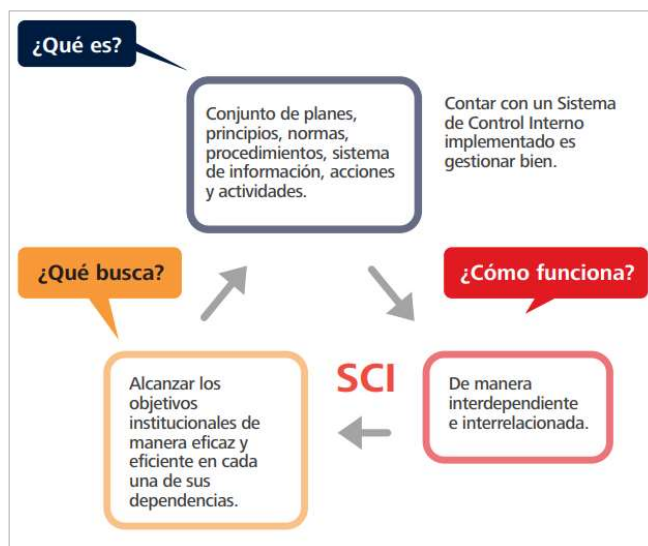 ¿Qué es?
Conjunto de planes,
principios, normas,
procedimientos, sistema
de información, acciones
y actividades.
Contar con un Sistema
de Control Interno
implementado es
gestionar bien.
¿Qué busca?
¿Cómo funciona?
Alcanzar los
objetivos
institucionales de
manera eficaz y
eficiente en cada
una de sus
dependencias.
SCI
De manera
interdependiente
e interrelacionada.